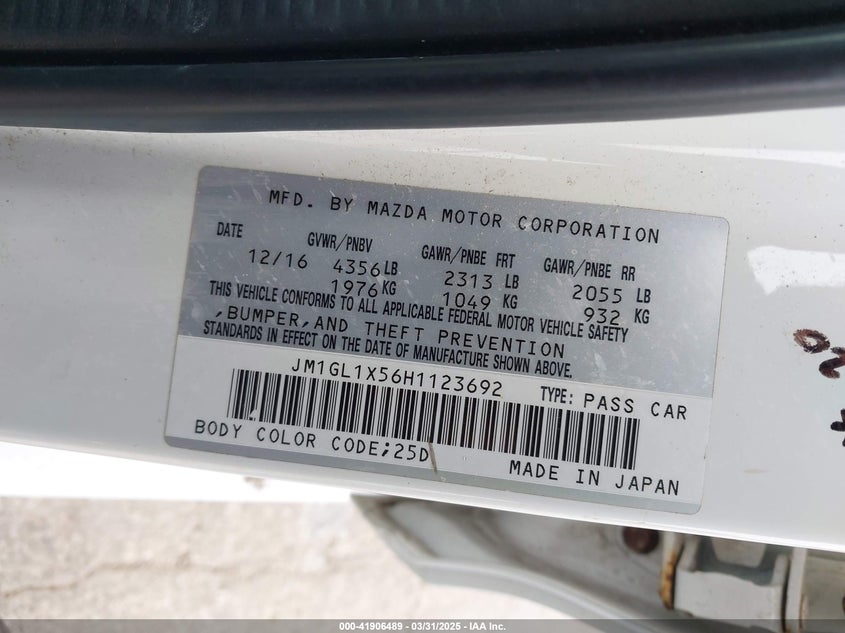 MFD. BY MAZDA MOTOR CORPORATION
DATE GVWR/PNBV GAWR/PNBE FRT GAWR/PNBE RR
12/16 4356 LB 2313 LB 2055 LB
1976 KG 1049 KG 932 KG
THIS VEHICLE CONFORMS TO ALL APPLICABLE FEDERAL MOTOR VEHICLE SAFETY
,BUMPER,AND THEFT PREVENTION
STANDARDS IN EFFECT ON THE DATE OF MANUFACTURE SHOWN ABOVE.
JM1GL1X56H1123692 TYPE: PASS CAR
BODY COLOR CODE;25D MADE IN JAPAN
000-41906489 - 03/31/2025 - IAA Inc.